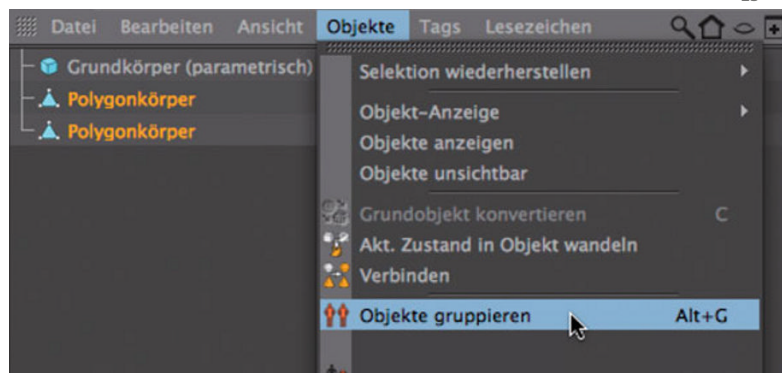 Datei Bearbeiten Ansicht Objekte Tags Lesezeichen
Grundkörper (parametrisch)
Polygonkörper
Polygonkörper
Selektion wiederherstellen
Objekt-Anzeige
Objekte anzeigen
Objekte unsichtbar
Grundobjekt konvertieren C
Akt. Zustand in Objekt wandeln
Verbinden
Objekte gruppieren Alt+G